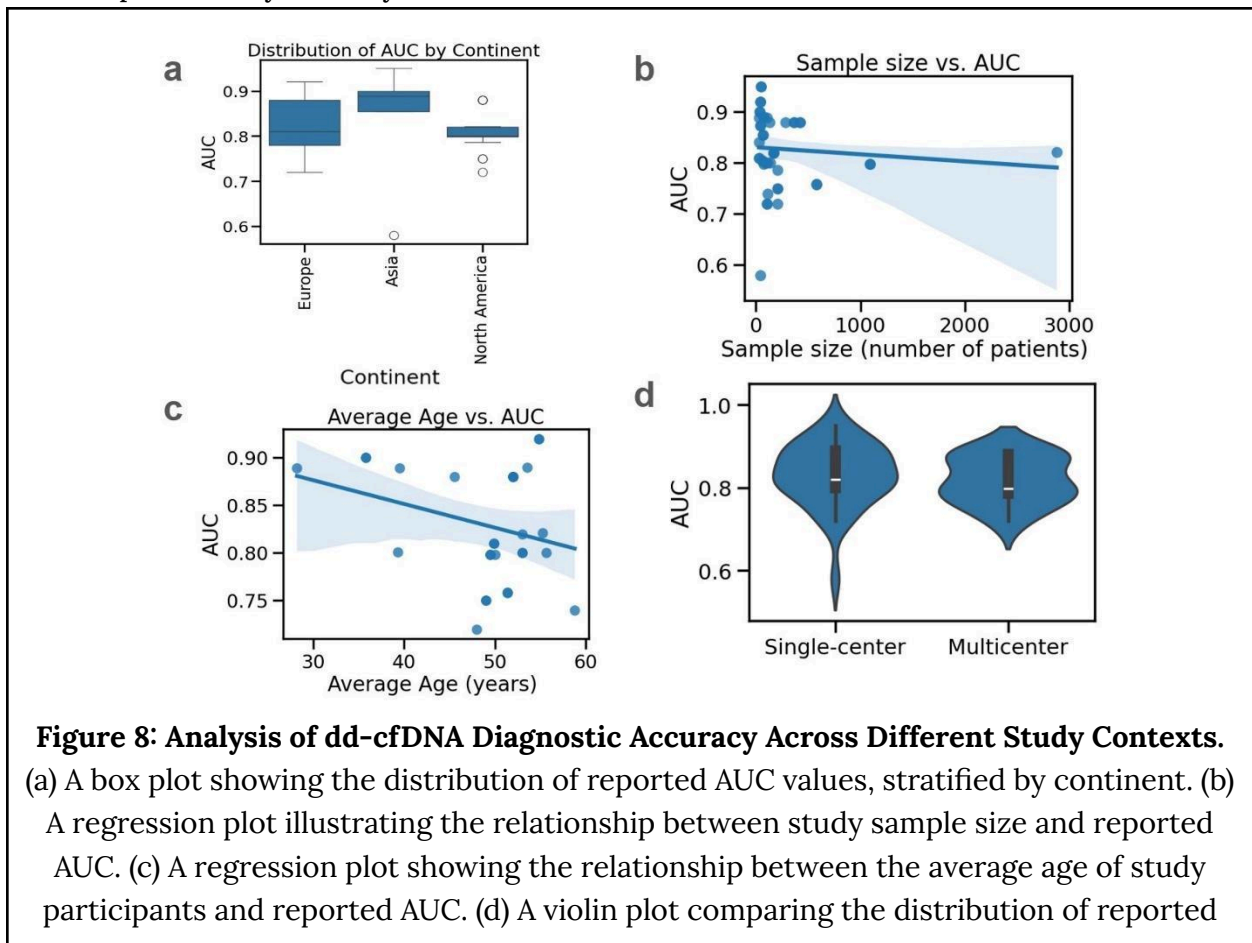 a
Distribution of AUC by Continent
AUC
0.9
0.8
0.7
0.6
Europe
Asia
North America
Continent
b
Sample size vs. AUC
AUC
0.9
0.8
0.7
0.6
0 1000 2000 3000
Sample size (number of patients)
c
Average Age vs. AUC
AUC
0.90
0.85
0.80
0.75
30 40 50 60
Average Age (years)
d
AUC
1.0
0.8
0.6
Single-center Multicenter
Figure 8: Analysis of dd-cfDNA Diagnostic Accuracy Across Different Study Contexts.
(a) A box plot showing the distribution of reported AUC values, stratified by continent. (b)
A regression plot illustrating the relationship between study sample size and reported
AUC. (c) A regression plot showing the relationship between the average age of study
participants and reported AUC. (d) A violin plot comparing the distribution of reported